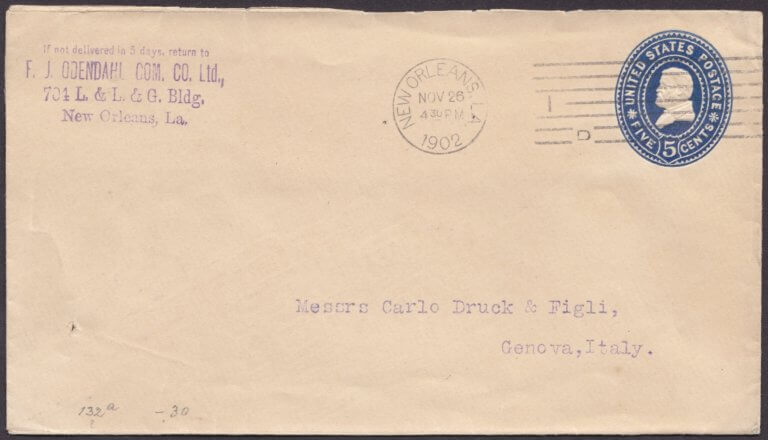 If not delivered in 5 days, return to
F. J. ODENDAHL COM. CO. Ltd.,
704 L. & L. & G. Bldg.
New Orleans, La.
NEW ORLEANS, LA
NOV 26
4 30 P.M
1902
I
D
UNITED STATES POSTAGE
FIVE 5 CENTS
Messrs Carlo Druck & Figli,
Genova, Italy.
132a -30